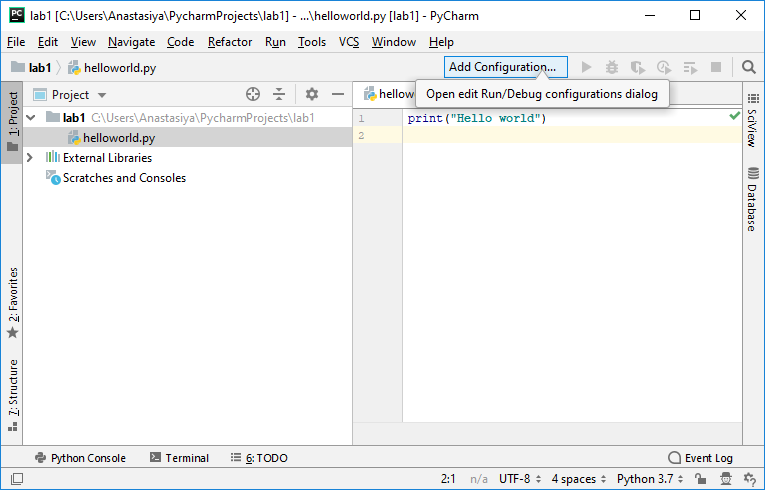 PC lab1 [C:\Users\Anastasiya\PycharmProjects\lab1] - ...\helloworld.py [lab1] - PyCharm
File Edit View Navigate Code Refactor Run Tools VCS Window Help
lab1 helloworld.py Add Configuration...
Open edit Run/Debug configurations dialog
1: Project
Project
hellow
lab1 C:\Users\Anastasiya\PycharmProjects\lab1
helloworld.py
External Libraries
Scratches and Consoles
1 print("Hello world")
2
SciView
Database
2: Favorites
7: Structure
Python Console Terminal 6: TODO Event Log
2:1 n/a UTF-8 4 spaces Python 3.7